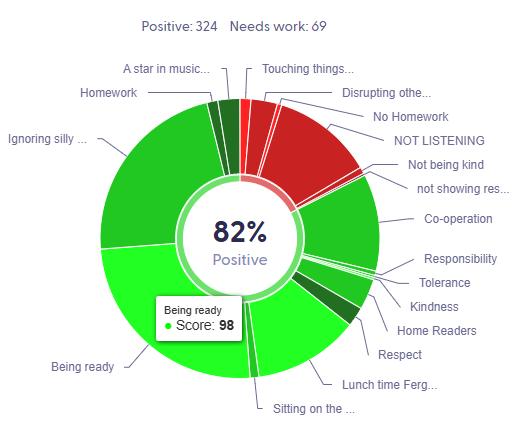 Positive: 324 Needs work: 69
A star in music...
Touching things...
Homework
Disrupting othe...
No Homework
Ignoring silly ...
NOT LISTENING
Not being kind
not showing res...
Co-operation
82%
Positive
Responsibility
Tolerance
Kindness
Being ready
Score: 98
Home Readers
Respect
Being ready
Lunch time Ferg...
Sitting on the ...